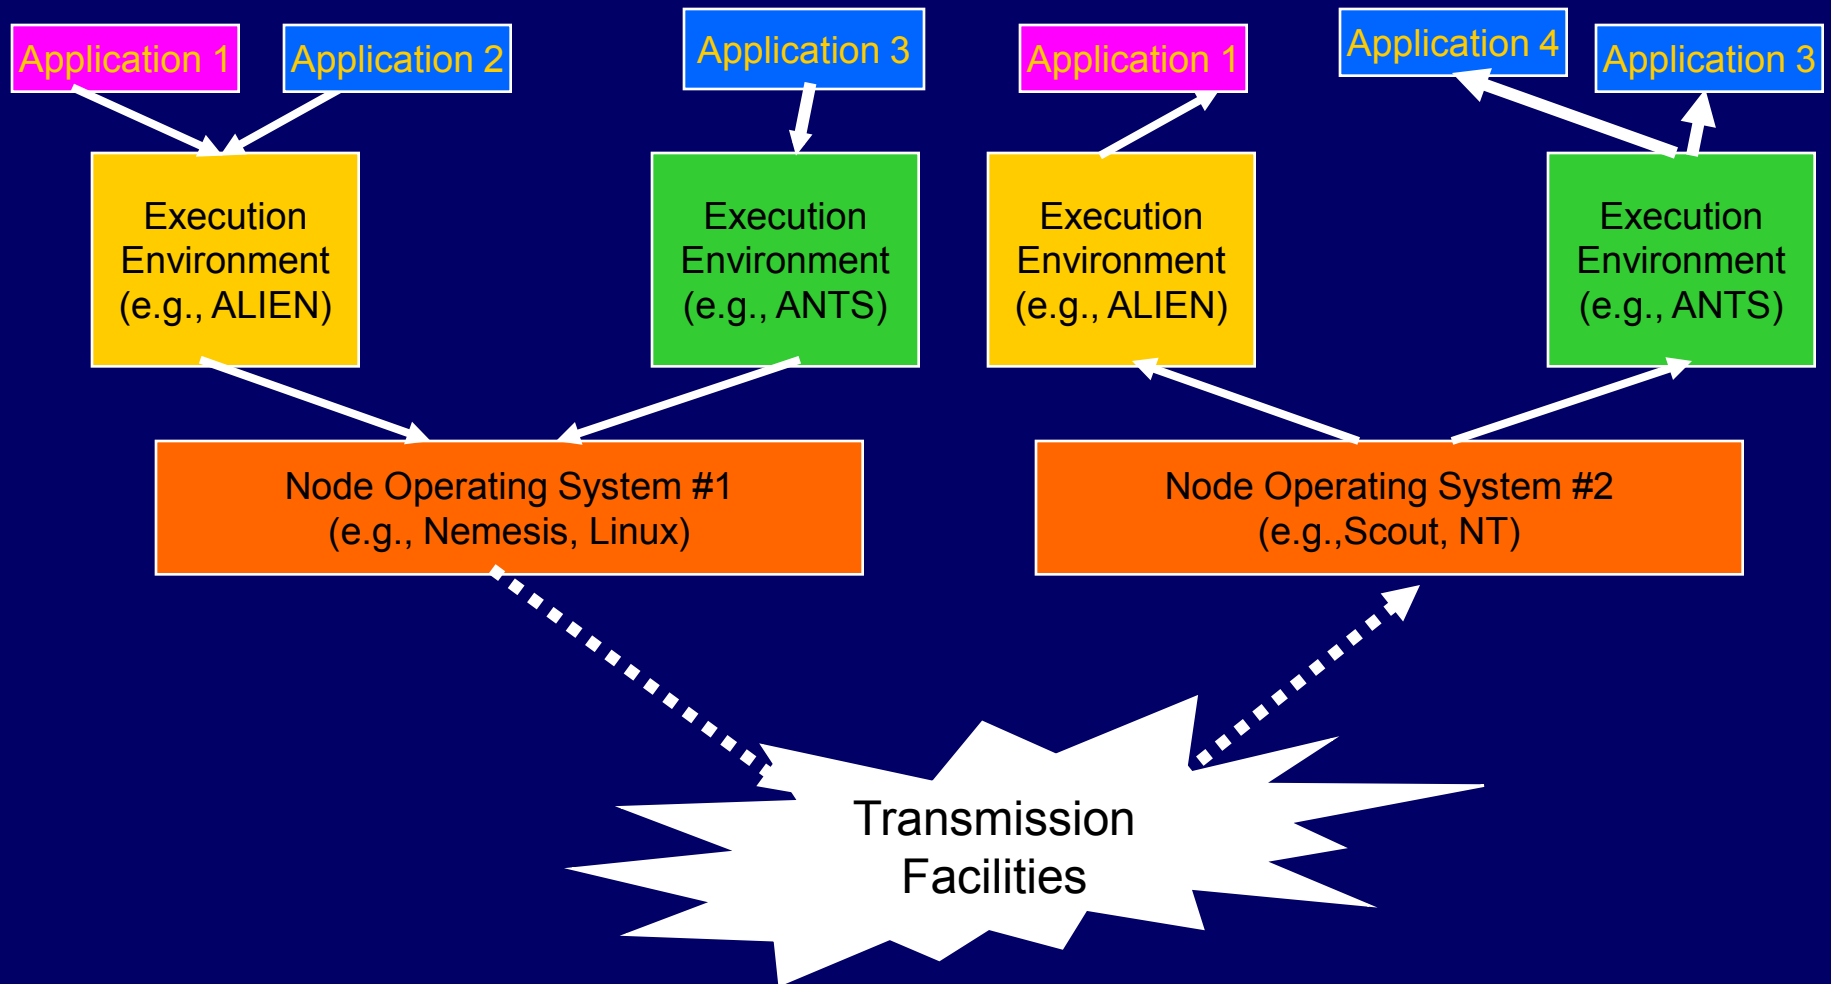 Application 1
Application 2
Application 3
Application 1
Application 4
Application 3
Execution
Environment
(e.g., ALIEN)
Execution
Environment
(e.g., ANTS)
Execution
Environment
(e.g., ALIEN)
Execution
Environment
(e.g., ANTS)
Node Operating System #1
(e.g., Nemesis, Linux)
Node Operating System #2
(e.g.,Scout, NT)
Transmission
Facilities